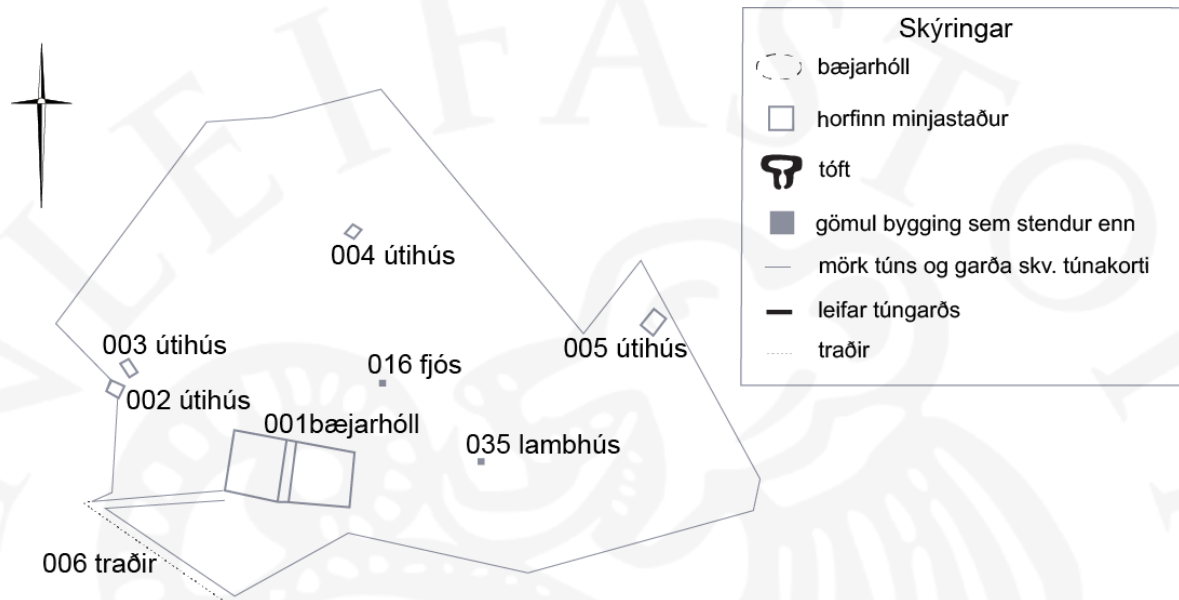 Skýringar
bæjarhóll
horfinn minjastaður
tóft
gömul bygging sem stendur enn
mörk túns og garða skv. túnakorti
leifar túngarðs
traðir
004 útihús
003 útihús
005 útihús
016 fjós
002 útihús
001bæjarhóll
035 lambhús
006 traðir